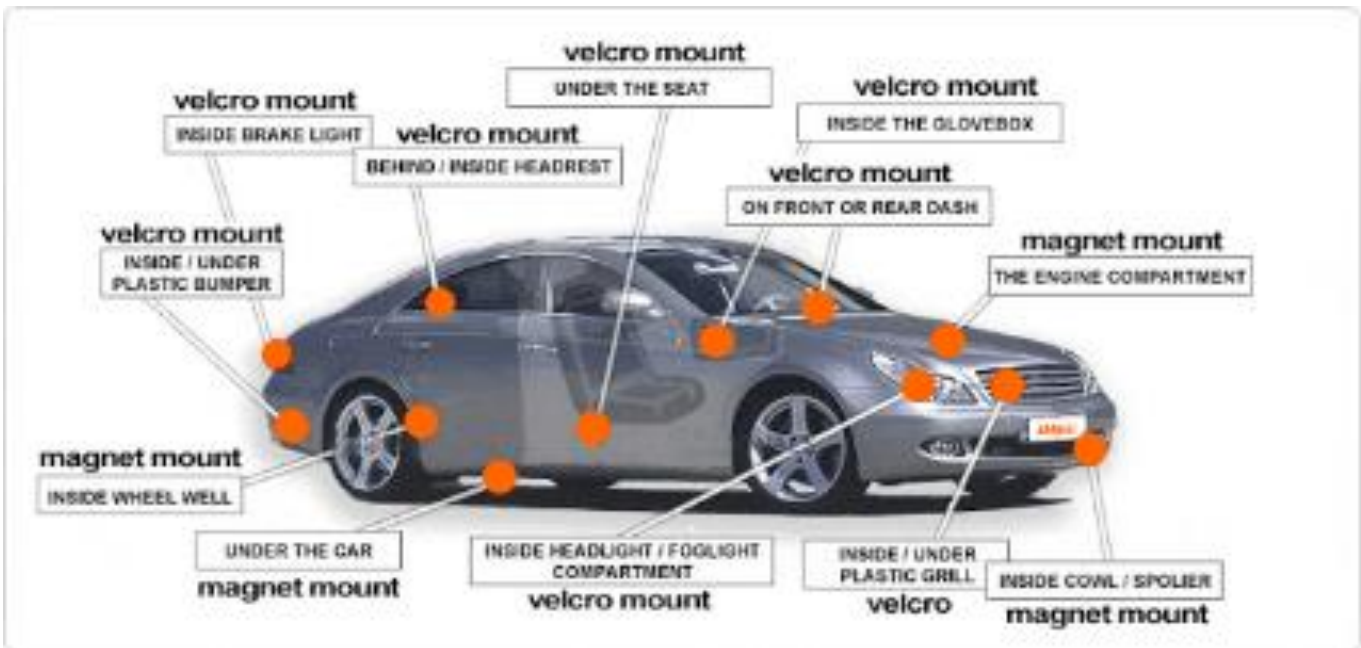 velcro mount
UNDER THE SEAT
velcro mount
INSIDE THE GLOVEBOX
velcro mount
INSIDE BRAKE LIGHT
velcro mount
BEHIND / INSIDE HEADREST
velcro mount
ON FRONT OR REAR DASH
velcro mount
INSIDE / UNDER
PLASTIC BUMPER
magnet mount
THE ENGINE COMPARTMENT
magnet mount
INSIDE WHEEL WELL
UNDER THE CAR
magnet mount
INSIDE HEADLIGHT / FOGLIGHT
COMPARTMENT
velcro mount
INSIDE / UNDER
PLASTIC GRILL
velcro
INSIDE COWL / SPOLIER
magnet mount